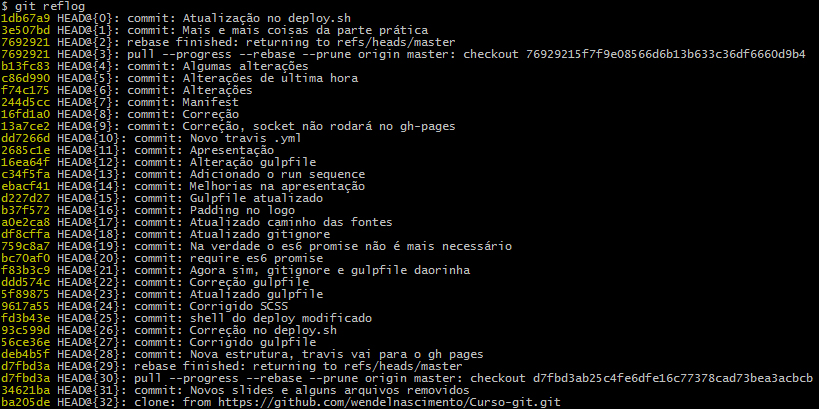 $ git reflog
1db67a9 HEAD@{0}: commit: Atualização no deploy.sh
3e507bd HEAD@{1}: commit: Mais e mais coisas da parte prática
7692921 HEAD@{2}: rebase finished: returning to refs/heads/master
7692921 HEAD@{3}: pull --progress --rebase --prune origin master: checkout 76929215f7f9e08566d6b13b633c36df6660d9b4
b13fc83 HEAD@{4}: commit: Algumas alterações
c86d990 HEAD@{5}: commit: Alterações de última hora
f74c175 HEAD@{6}: commit: Alterações
244d5cc HEAD@{7}: commit: Manifest
16fd1a0 HEAD@{8}: commit: Correção
13a7ce2 HEAD@{9}: commit: Correção, socket não rodará no gh-pages
dd7266d HEAD@{10}: commit: Novo travis .yml
2685c1e HEAD@{11}: commit: Apresentação
16ea64f HEAD@{12}: commit: Alteração gulpfile
c34f5fa HEAD@{13}: commit: Adicionado o run sequence
ebacf41 HEAD@{14}: commit: Melhorias na apresentação
d227d27 HEAD@{15}: commit: Gulpfile atualizado
b37f572 HEAD@{16}: commit: Padding no logo
a0e2ca8 HEAD@{17}: commit: Atualizado caminho das fontes
df8cffa HEAD@{18}: commit: Atualizado gitignore
759c8a7 HEAD@{19}: commit: Na verdade o es6 promise não é mais necessário
bc70af0 HEAD@{20}: commit: require es6 promise
f83b3c9 HEAD@{21}: commit: Agora sim, gitignore e gulpfile daorinha
ddd574c HEAD@{22}: commit: Correção gulpfile
5f89875 HEAD@{23}: commit: Atualizado gulpfile
9617a55 HEAD@{24}: commit: Corrigido SCSS
fd3b43e HEAD@{25}: commit: shell do deploy modificado
93c599d HEAD@{26}: commit: Correção no deploy.sh
56ce36e HEAD@{27}: commit: Corrigido gulpfile
deb4b5f HEAD@{28}: commit: Nova estrutura, travis vai para o gh pages
d7fbd3a HEAD@{29}: rebase finished: returning to refs/heads/master
d7fbd3a HEAD@{30}: pull --progress --rebase --prune origin master: checkout d7fbd3ab25c4fe6dfe16c77378cad73bea3acbcb
34621ba HEAD@{31}: commit: Novos slides e alguns arquivos removidos
ba205de HEAD@{32}: clone: from https://github.com/wendelnascimento/Curso-git.git